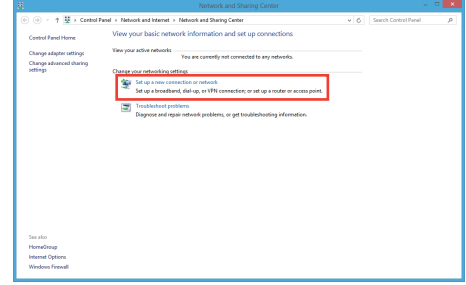 Network and Sharing Center
Control Panel ▸ Network and Internet ▸ Network and Sharing Center
Search Control Panel
Control Panel Home
Change adapter settings
Change advanced sharing
settings
View your basic network information and set up connections
View your active networks
You are currently not connected to any networks.
Change your networking settings
Set up a new connection or network
Set up a broadband, dial-up, or VPN connection; or set up a router or access point.
Troubleshoot problems
Diagnose and repair network problems, or get troubleshooting information.
See also
HomeGroup
Internet Options
Windows Firewall